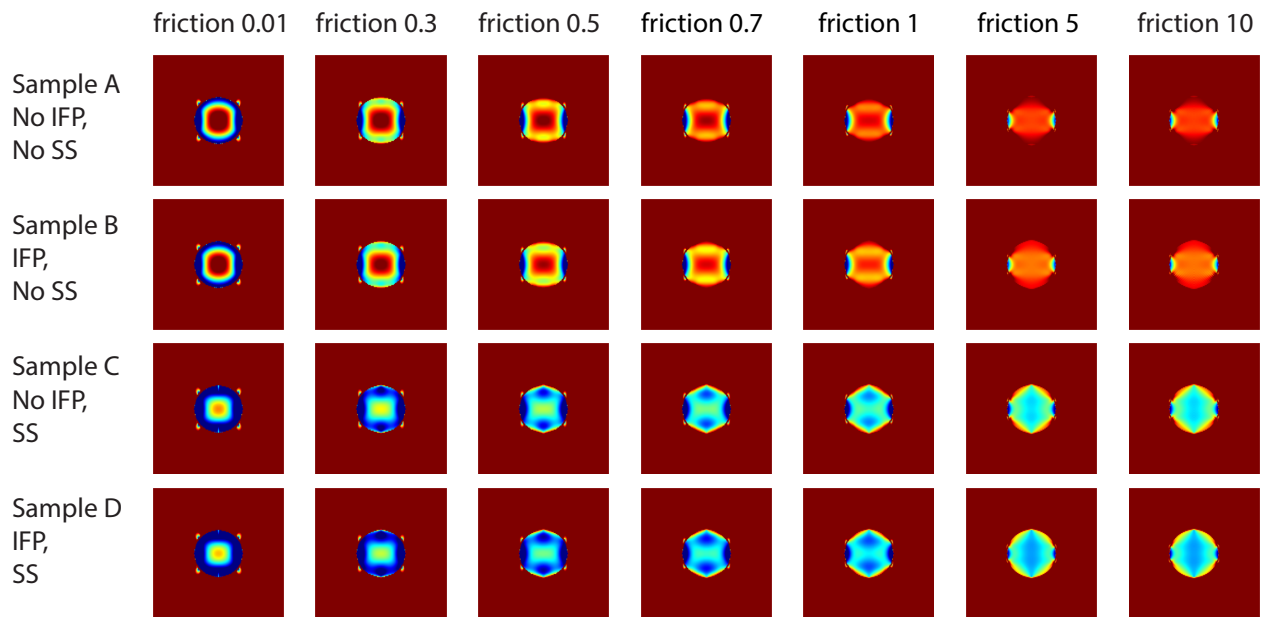 friction 0.01 friction 0.3 friction 0.5 friction 0.7 friction 1 friction 5 friction 10
Sample A
No IFP,
No SS
Sample B
IFP,
No SS
Sample C
No IFP,
SS
Sample D
IFP,
SS